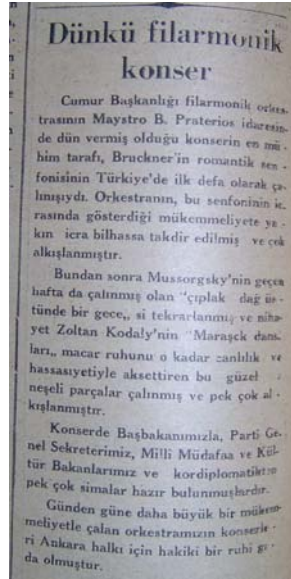 Dünkü filarmonik
konser
Cumur Başkanlığı filarmonik orkes-
trasının Maystro B. Praterios idaresin-
de dün vermiş olduğu konserin en mü-
him tarafı, Bruckner'in romantik sen-
fonisinin Türkiye'de ilk defa olarak ça-
lınışıydı. Orkestranın, bu senfoninin ic-
rasında gösterdiği mükemmeliyete ya-
kın icra bilhassa takdir edilmiş ve çok
alkışlanmıştır.
Bundan sonra Mussorgsky'nin geçen
hafta da çalınmış olan "çıplak dağ üs-
tünde bir gece,, si tekrarlanmış ve niha-
yet Zoltan Kodaly'nin "Maraşck dans-
ları,, macar ruhunu o kadar canlılık ve
hassasıyetiyle aksettiren bu güzel
neşeli parçalar çalınmış ve pek çok al-
kışlanmıştır.
Konserde Başbakanımızla, Parti Ge-
nel Sekreterimiz, Milli Müdafaa ve Kül-
tür Bakanlarımız ve kordiplomatikten
pek çok simalar hazır bulunmuşlardır.
Günden güne daha büyük bir mükem-
meliyetle çalan orkestramızın konserle-
ri Ankara halkı için hakiki bir ruhi gı-
da olmuştur.